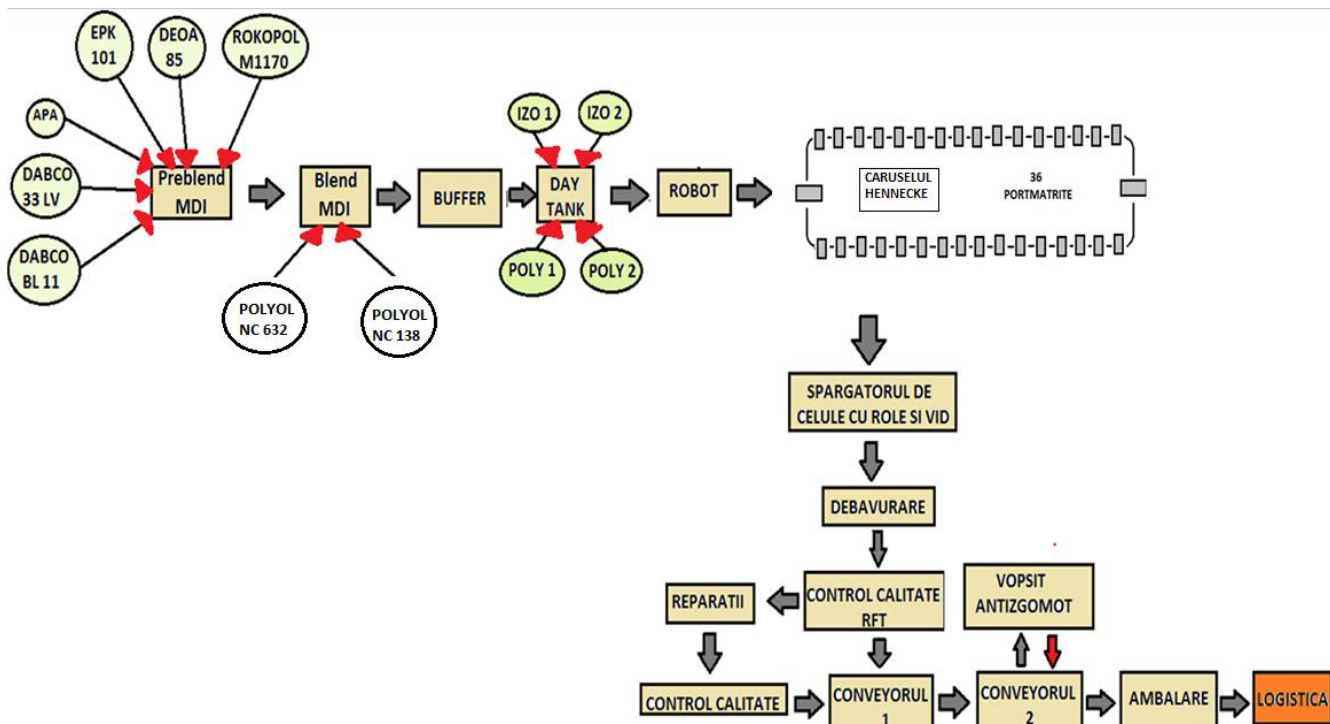 EPK
101
DEOA
85
ROKOPOL
M1170
APA
DABCO
33 LV
DABCO
BL 11
Preblend
MDI
Blend
MDI
POLYOL
NC 632
POLYOL
NC 138
BUFFER
IZO 1
IZO 2
DAY
TANK
POLY 1
POLY 2
ROBOT
CARUSELUL
HENNECKE
36
PORTMATRITE
SPARGATORUL DE
CELULE CU ROLE SI VID
DEBAVURARE
CONTROL CALITATE
RFT
REPARATII
VOPSIT
ANTIZGOMOT
CONTROL CALITATE
CONVEYORUL
1
CONVEYORUL
2
AMBALARE
LOGISTICA